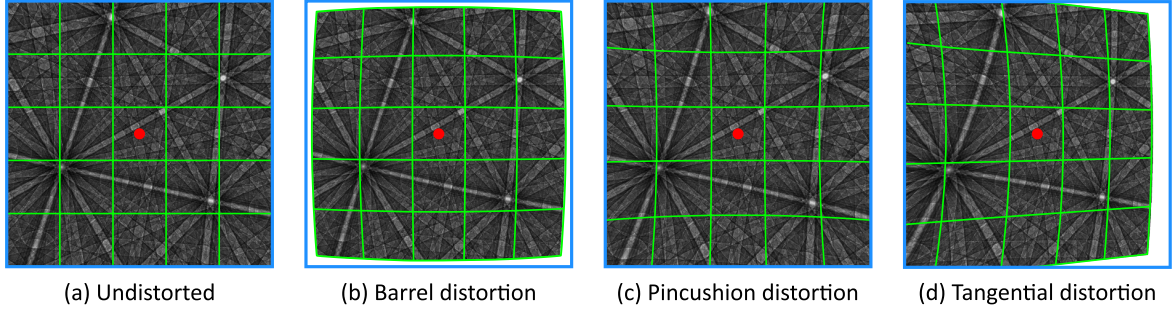 (a) Undistorted
(b) Barrel distortion
(c) Pincushion distortion
(d) Tangential distortion